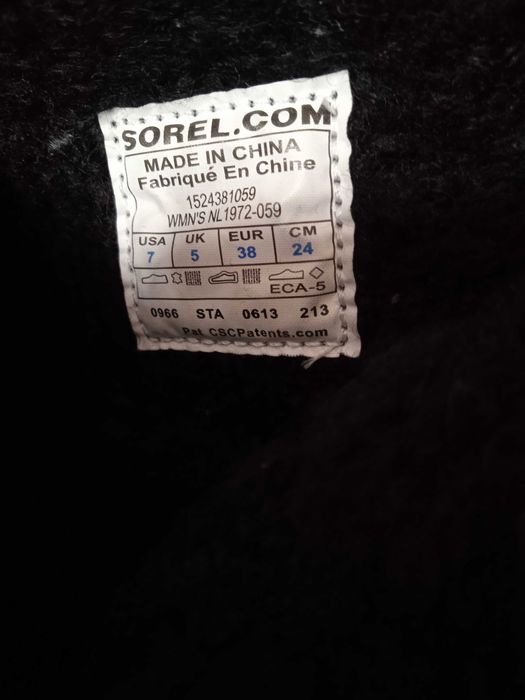 SOREL.COM
MADE IN CHINA
Fabriqué En Chine
1524381059
WMN'S NL1972-059
USA UK EUR CM
7 5 38 24
ECA-5
0966 STA 0613 213
Pat CSCPatents.com